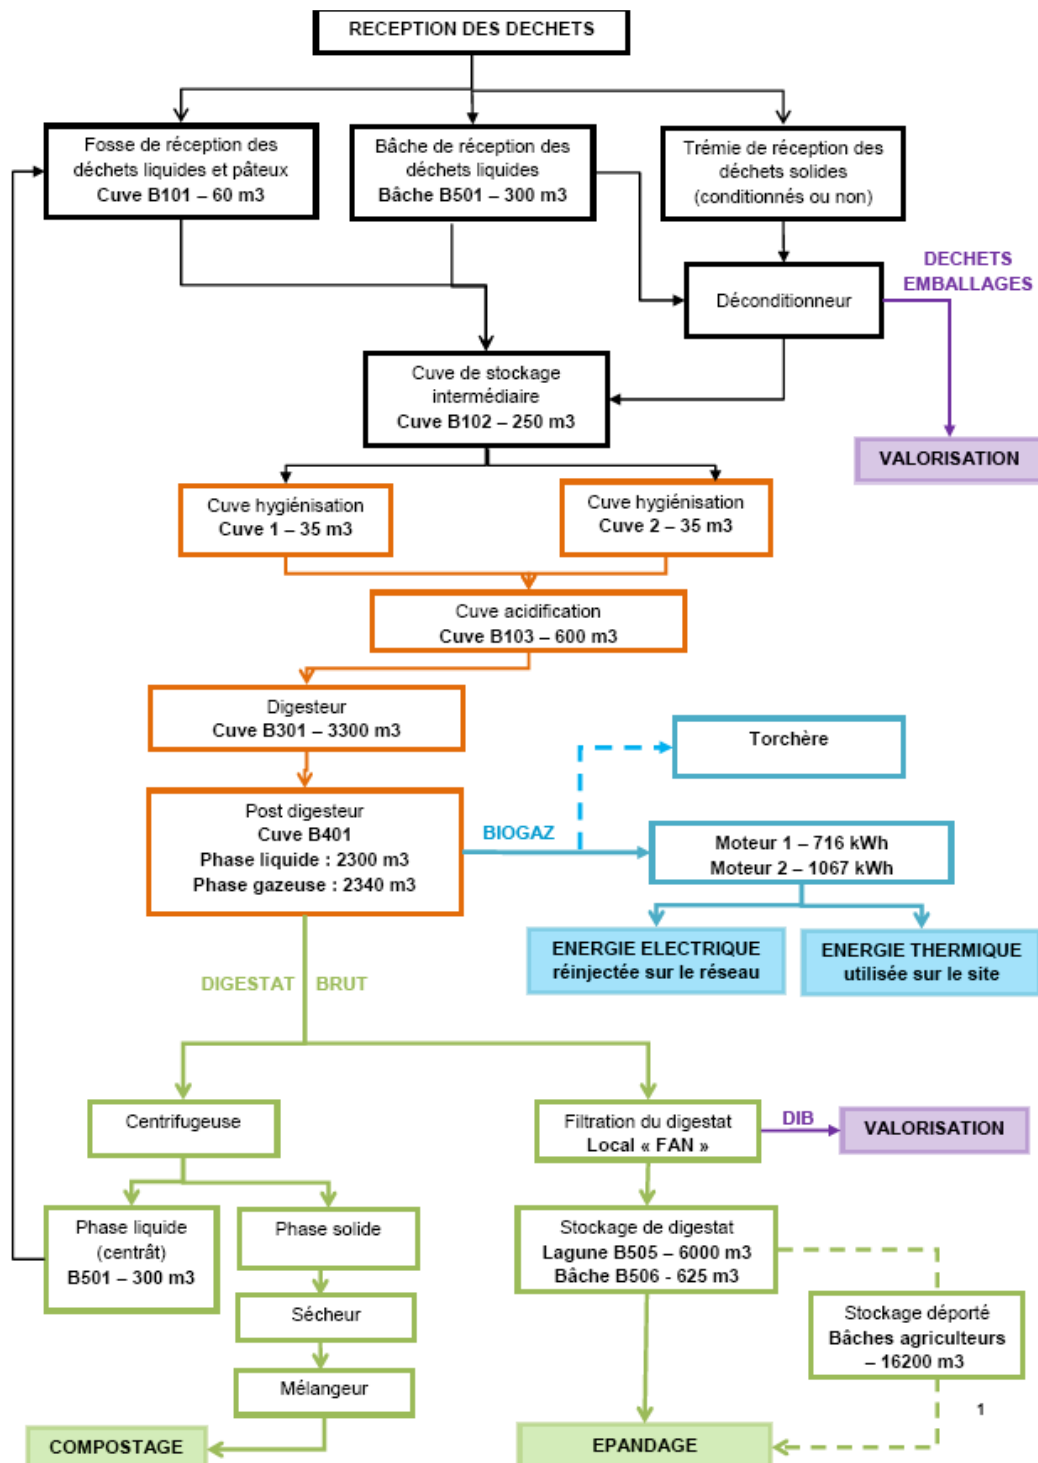 RECEPTION DES DECHETS
Fosse de réception des
déchets liquides et pâteux
Cuve B101 – 60 m3
Bâche de réception des
déchets liquides
Bâche B501 – 300 m3
Trémie de réception des
déchets solides
(conditionnés ou non)
DECHETS
EMBALLAGES
Déconditionneur
Cuve de stockage
intermédiaire
Cuve B102 – 250 m3
VALORISATION
Cuve hygiénisation
Cuve 1 – 35 m3
Cuve hygiénisation
Cuve 2 – 35 m3
Cuve acidification
Cuve B103 – 600 m3
Digesteur
Cuve B301 – 3300 m3
Torchère
Post digesteur
Cuve B401
Phase liquide : 2300 m3
Phase gazeuse : 2340 m3
BIOGAZ
Moteur 1 – 716 kWh
Moteur 2 – 1067 kWh
ENERGIE ELECTRIQUE
réinjectée sur le réseau
ENERGIE THERMIQUE
utilisée sur le site
DIGESTAT BRUT
Centrifugeuse
Filtration du digestat
Local « FAN »
DIB
VALORISATION
Phase liquide
(centrât)
B501 – 300 m3
Phase solide
Stockage de digestat
Lagune B505 – 6000 m3
Bâche B506 - 625 m3
Sécheur
Stockage déporté
Bâches agriculteurs
– 16200 m3
Mélangeur
1
COMPOSTAGE
EPANDAGE